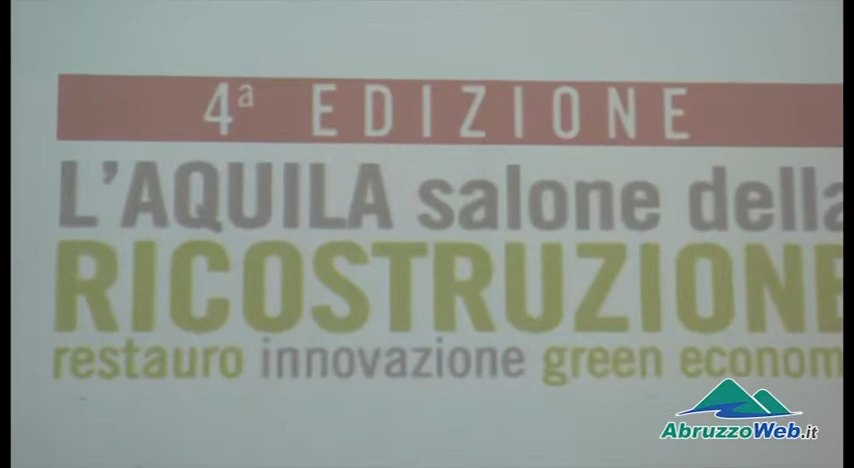 4ª EDIZIONE
L'AQUILA salone della
RICOSTRUZIONE
restauro innovazione green econom
AbruzzoWeb.it